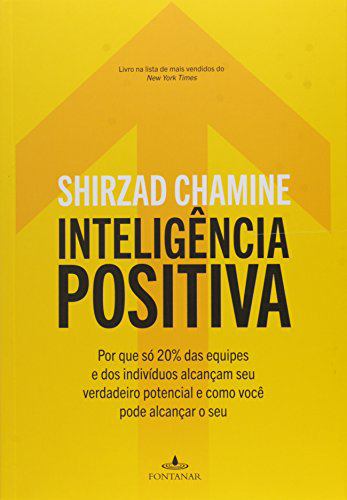 Livro na lista de mais vendidos do
New York Times
SHIRZAD CHAMINE
INTELIGÊNCIA
POSITIVA
Por que só 20% das equipes
e dos indivíduos alcançam seu
verdadeiro potencial e como você
pode alcançar o seu
FONTANAR